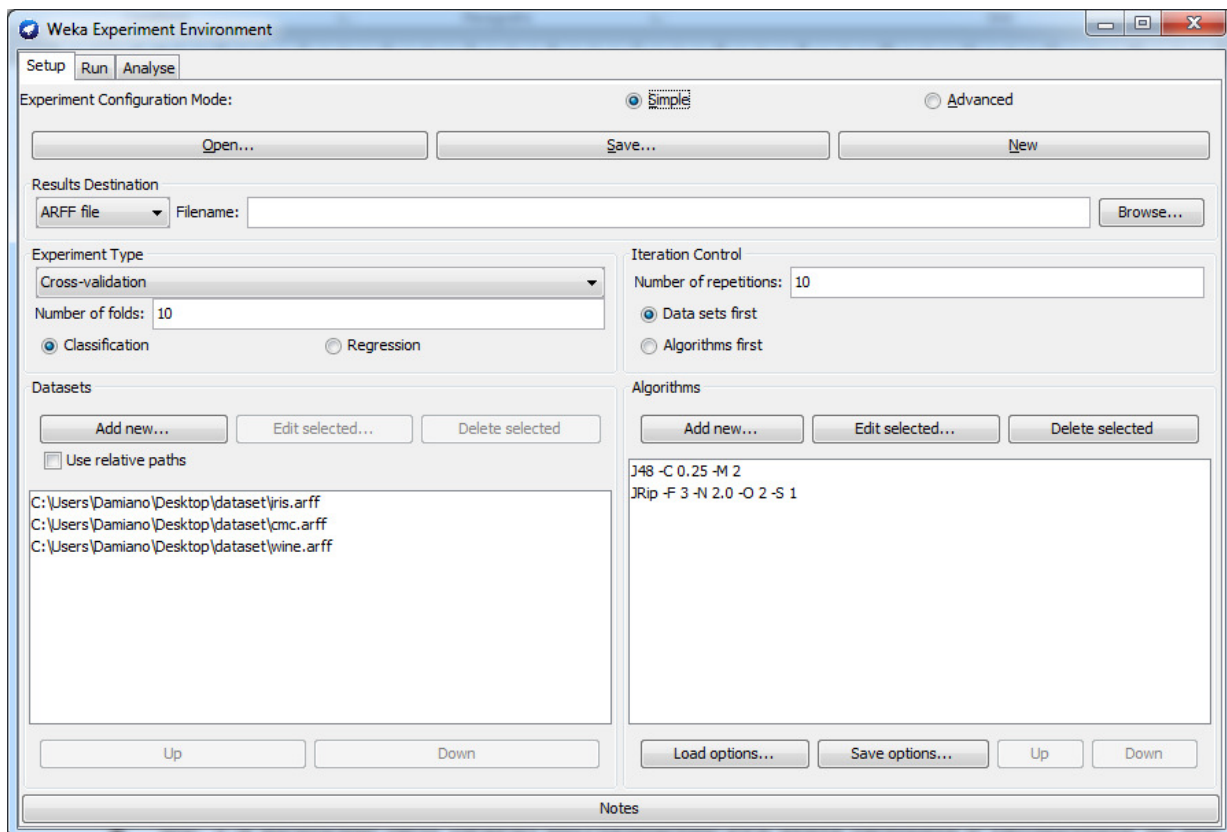 Weka Experiment Environment
Setup Run Analyse
Experiment Configuration Mode: Simple Advanced
Open... Save... New
Results Destination
ARFF file Filename: Browse...
Experiment Type Iteration Control
Cross-validation Number of repetitions: 10
Number of folds: 10 Data sets first
Classification Regression Algorithms first
Datasets Algorithms
Add new... Edit selected... Delete selected Add new... Edit selected... Delete selected
Use relative paths
J48 -C 0.25 -M 2
JRip -F 3 -N 2.0 -O 2 -S 1
C:\Users\Damiano\Desktop\dataset\iris.arff
C:\Users\Damiano\Desktop\dataset\cmc.arff
C:\Users\Damiano\Desktop\dataset\wine.arff
Up Down Load options... Save options... Up Down
Notes